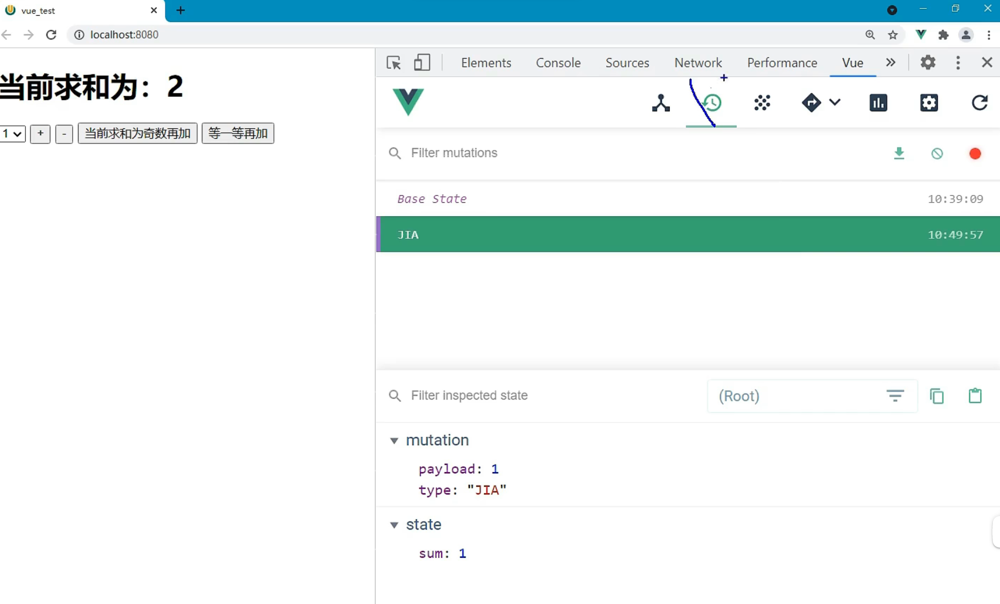 vue_test
localhost:8080
当前求和为：2
1 + - 当前求和为奇数再加 等一等再加
Elements Console Sources Network Performance Vue
Filter mutations
Base State 10:39:09
JIA 10:49:57
Filter inspected state (Root)
mutation
payload: 1
type: "JIA"
state
sum: 1